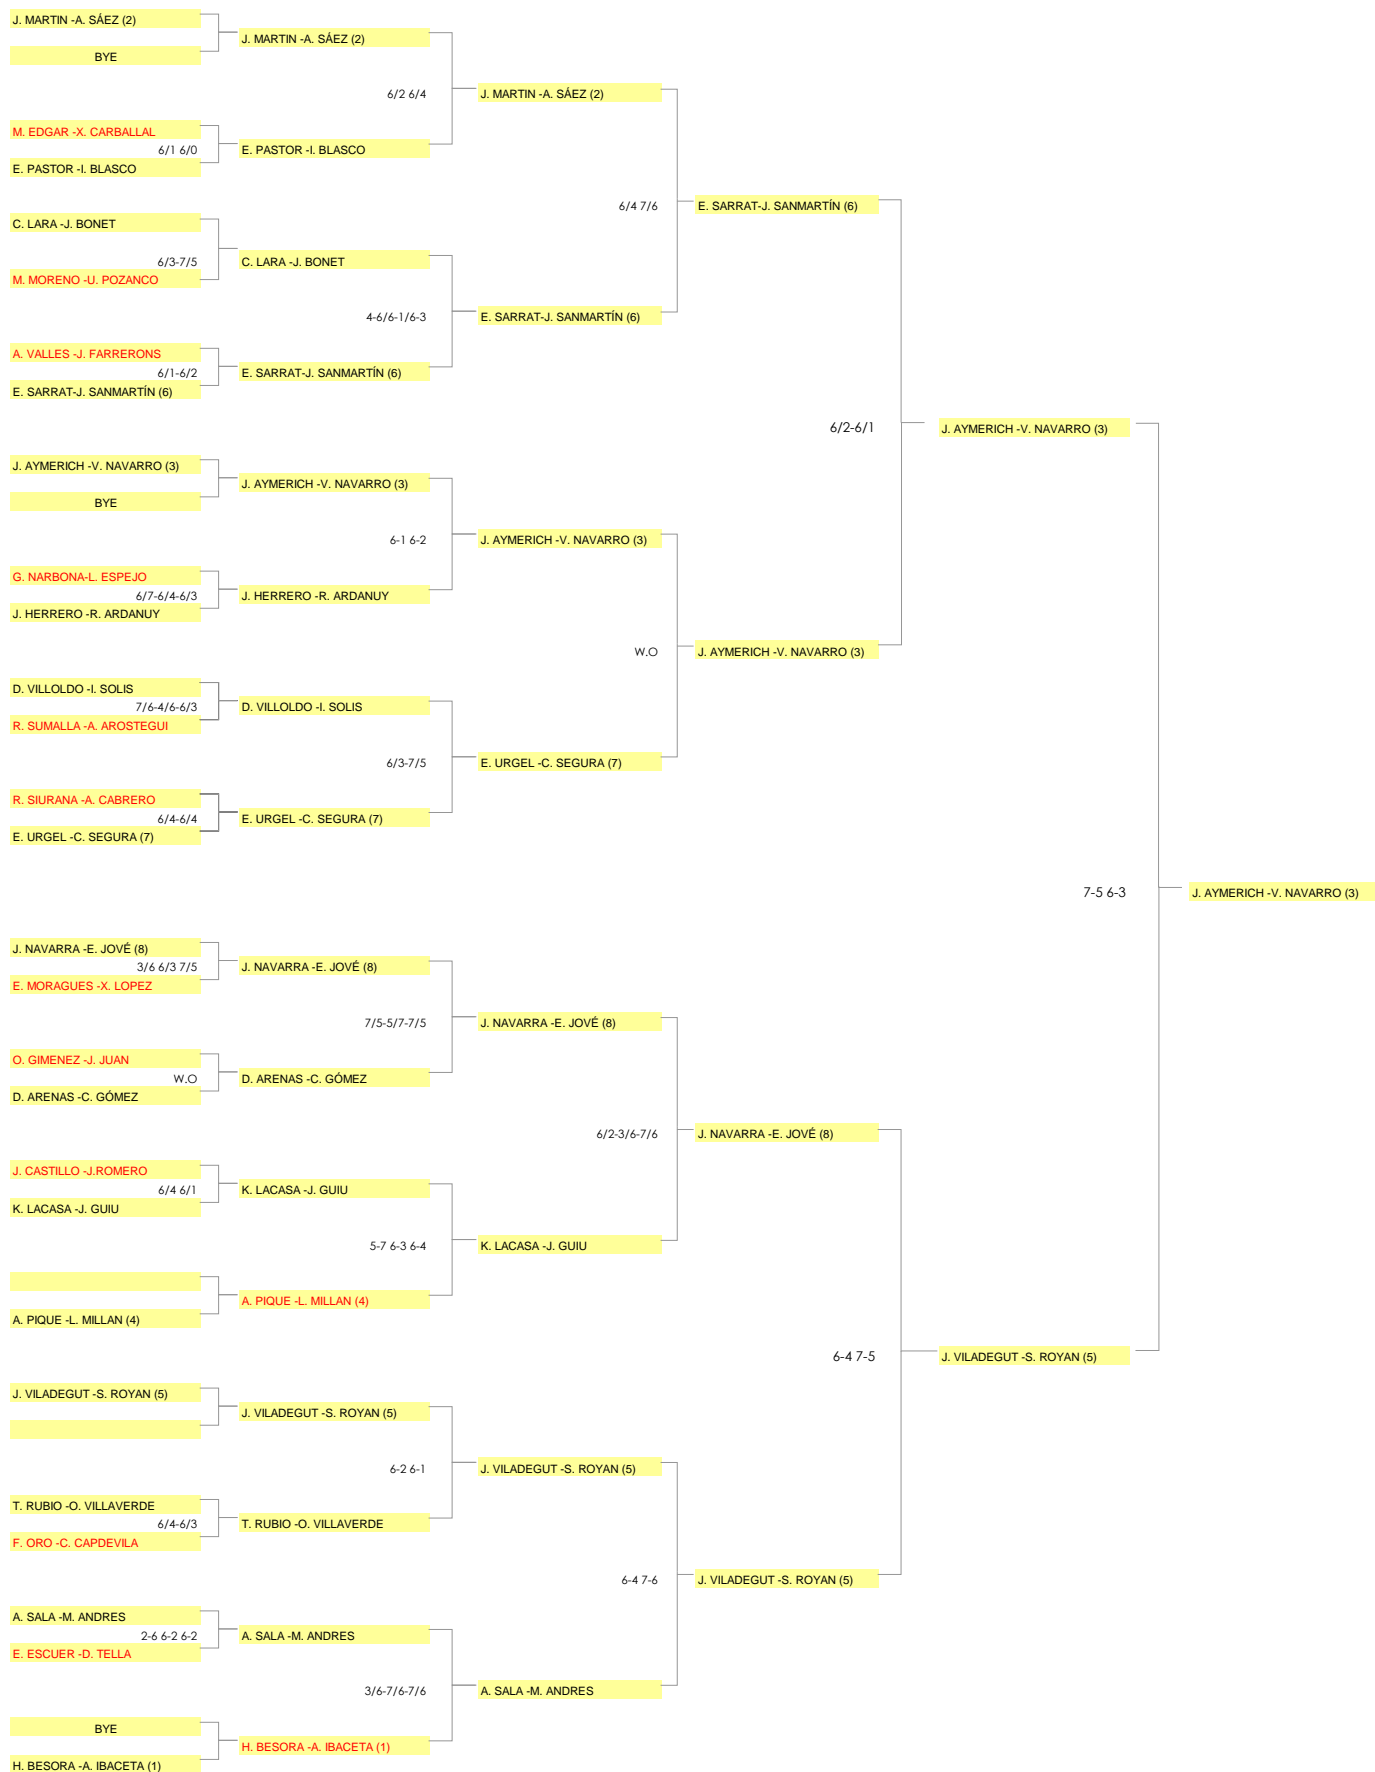 J. MARTIN -A. SÁEZ (2)
J. MARTIN -A. SÁEZ (2)
BYE
6/2 6/4
J. MARTIN -A. SÁEZ (2)
M. EDGAR -X. CARBALLAL
6/1 6/0
E. PASTOR -I. BLASCO
E. PASTOR -I. BLASCO
6/4 7/6
E. SARRAT-J. SANMARTÍN (6)
C. LARA -J. BONET
6/3-7/5
C. LARA -J. BONET
M. MORENO -U. POZANCO
4-6/6-1/6-3
E. SARRAT-J. SANMARTÍN (6)
A. VALLES -J. FARRERONS
6/1-6/2
E. SARRAT-J. SANMARTÍN (6)
E. SARRAT-J. SANMARTÍN (6)
6/2-6/1
J. AYMERICH -V. NAVARRO (3)
J. AYMERICH -V. NAVARRO (3)
J. AYMERICH -V. NAVARRO (3)
BYE
6-1 6-2
J. AYMERICH -V. NAVARRO (3)
G. NARBONA-L. ESPEJO
6/7-6/4-6/3
J. HERRERO -R. ARDANUY
J. HERRERO -R. ARDANUY
W.O
J. AYMERICH -V. NAVARRO (3)
D. VILLOLDO -I. SOLIS
7/6-4/6-6/3
D. VILLOLDO -I. SOLIS
R. SUMALLA -A. AROSTEGUI
6/3-7/5
E. URGEL -C. SEGURA (7)
R. SIURANA -A. CABRERO
6/4-6/4
E. URGEL -C. SEGURA (7)
E. URGEL -C. SEGURA (7)
7-5 6-3
J. AYMERICH -V. NAVARRO (3)
J. NAVARRA -E. JOVÉ (8)
3/6 6/3 7/5
J. NAVARRA -E. JOVÉ (8)
E. MORAGUES -X. LOPEZ
7/5-5/7-7/5
J. NAVARRA -E. JOVÉ (8)
O. GIMENEZ -J. JUAN
W.O
D. ARENAS -C. GÓMEZ
D. ARENAS -C. GÓMEZ
6/2-3/6-7/6
J. NAVARRA -E. JOVÉ (8)
J. CASTILLO -J.ROMERO
6/4 6/1
K. LACASA -J. GUIU
K. LACASA -J. GUIU
5-7 6-3 6-4
K. LACASA -J. GUIU
A. PIQUE -L. MILLAN (4)
A. PIQUE -L. MILLAN (4)
6-4 7-5
J. VILADEGUT -S. ROYAN (5)
J. VILADEGUT -S. ROYAN (5)
J. VILADEGUT -S. ROYAN (5)
6-2 6-1
J. VILADEGUT -S. ROYAN (5)
T. RUBIO -O. VILLAVERDE
6/4-6/3
T. RUBIO -O. VILLAVERDE
F. ORO -C. CAPDEVILA
6-4 7-6
J. VILADEGUT -S. ROYAN (5)
A. SALA -M. ANDRES
2-6 6-2 6-2
A. SALA -M. ANDRES
E. ESCUER -D. TELLA
3/6-7/6-7/6
A. SALA -M. ANDRES
BYE
H. BESORA -A. IBACETA (1)
H. BESORA -A. IBACETA (1)